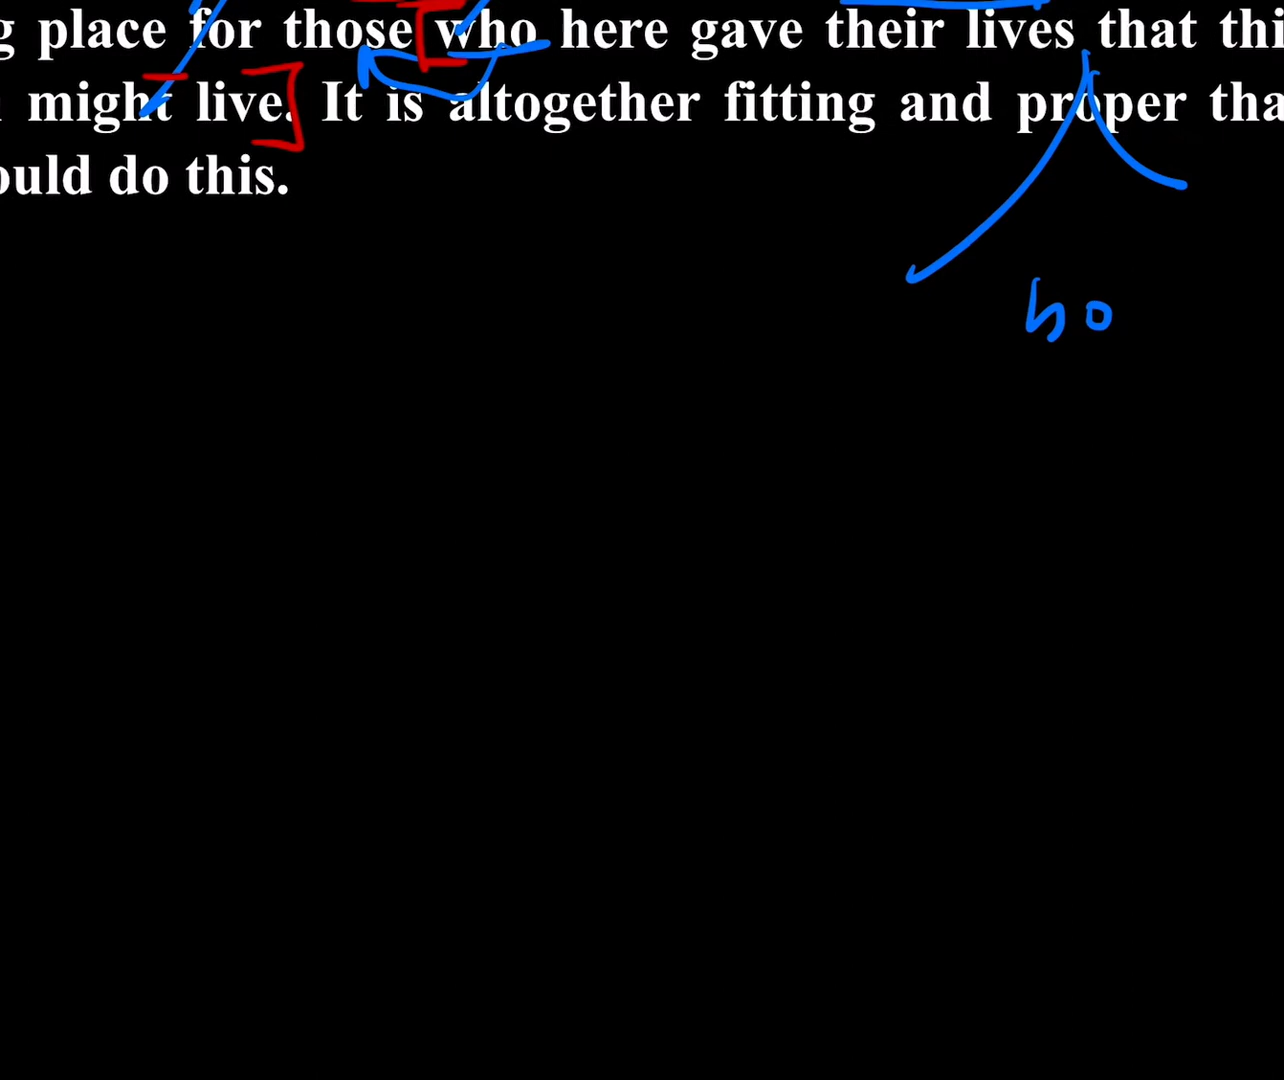 place for those who here gave their lives that thi
might live. It is altogether fitting and proper tha
ould do this.
ho